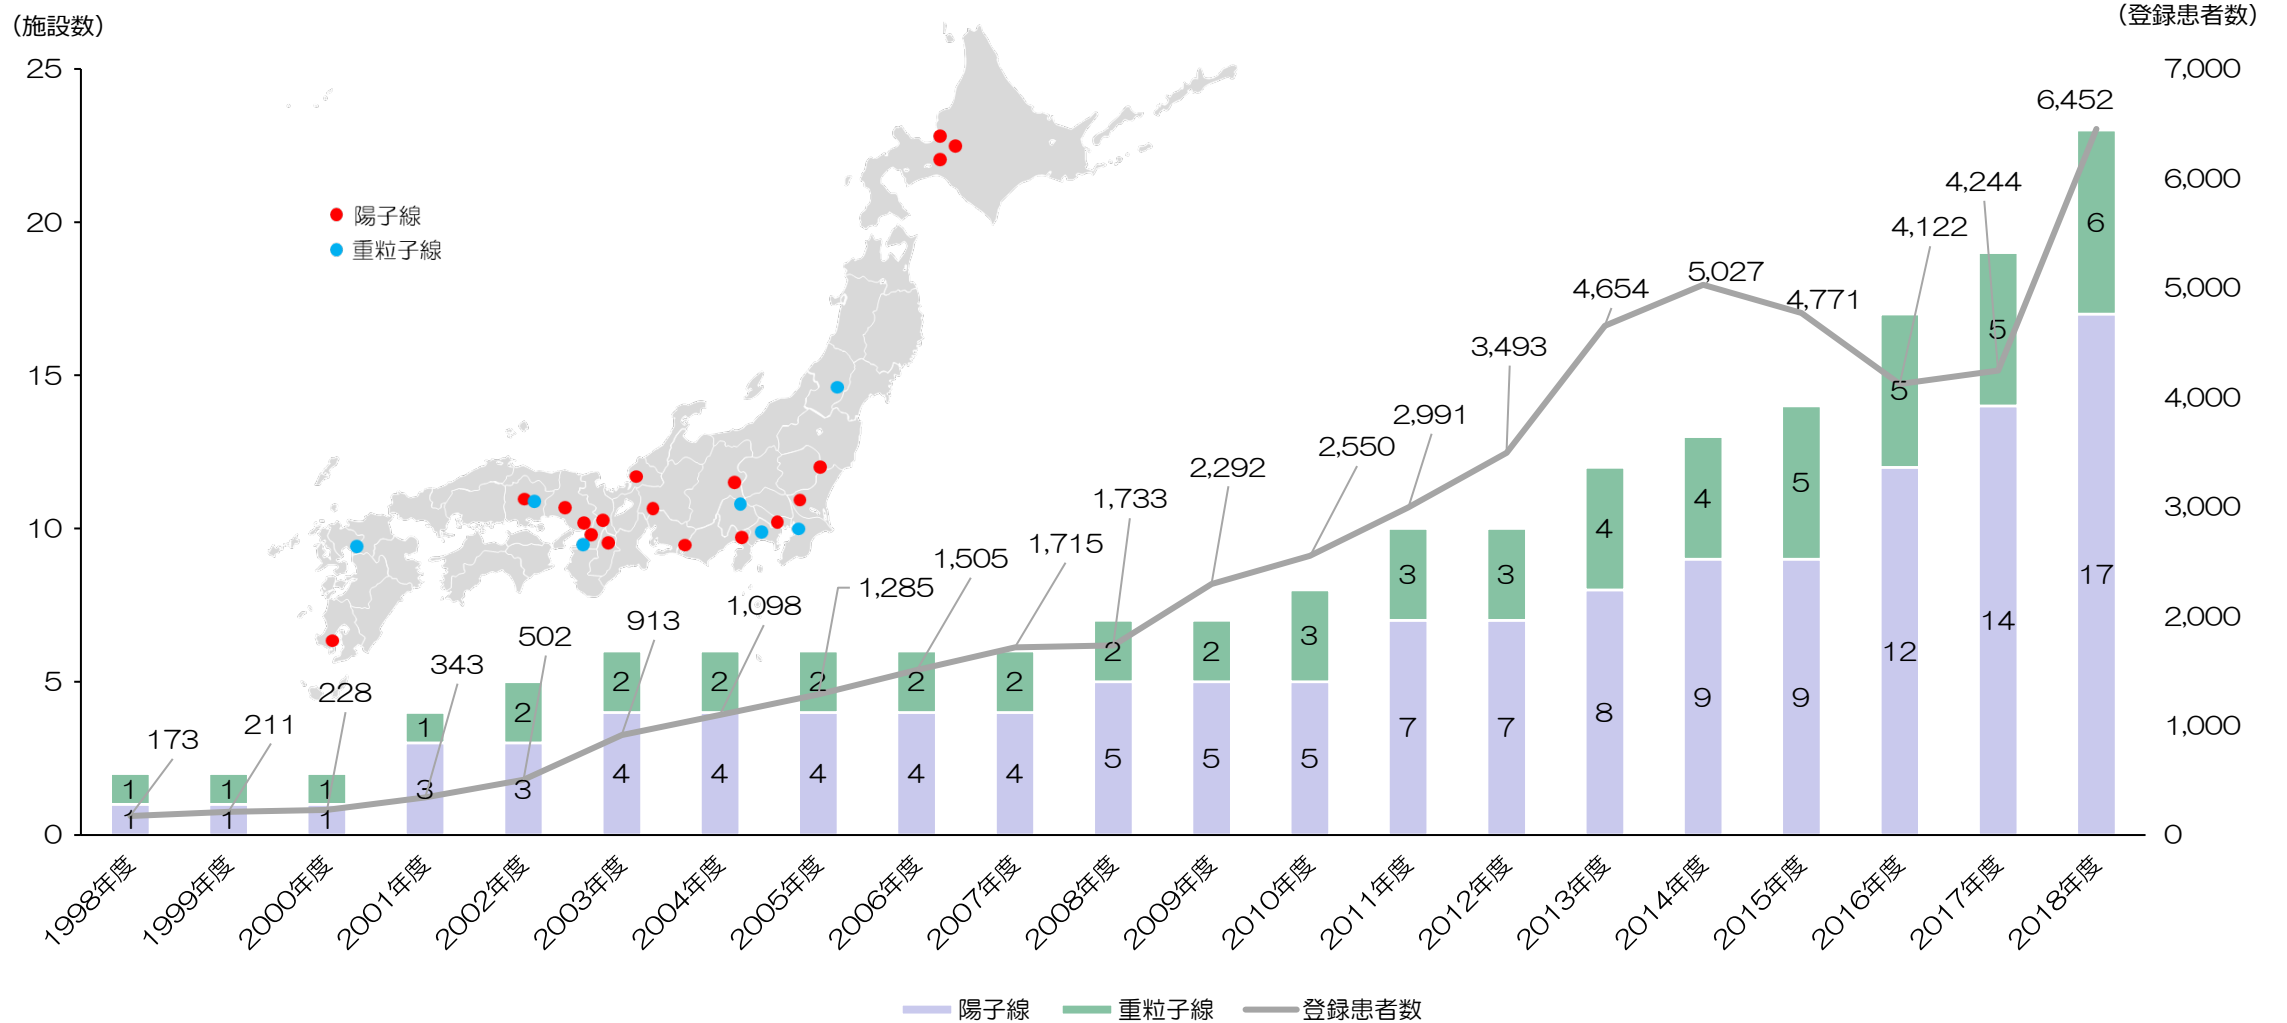 （施設数）
（登録患者数）
25
20
15
10
5
0
7,000
6,000
5,000
4,000
3,000
2,000
1,000
0
陽子線
重粒子線
173
211
228
343
502
913
1,098
1,285
1,505
1,715
1,733
2,292
2,550
2,991
3,493
4,654
5,027
4,771
4,122
4,244
6,452
1
1
1
1
2
2
2
2
2
2
2
2
3
3
3
4
4
5
5
5
6
1
1
1
3
3
4
4
4
4
4
5
5
5
7
7
8
9
9
12
14
17
1998年度
1999年度
2000年度
2001年度
2002年度
2003年度
2004年度
2005年度
2006年度
2007年度
2008年度
2009年度
2010年度
2011年度
2012年度
2013年度
2014年度
2015年度
2016年度
2017年度
2018年度
陽子線 重粒子線 登録患者数